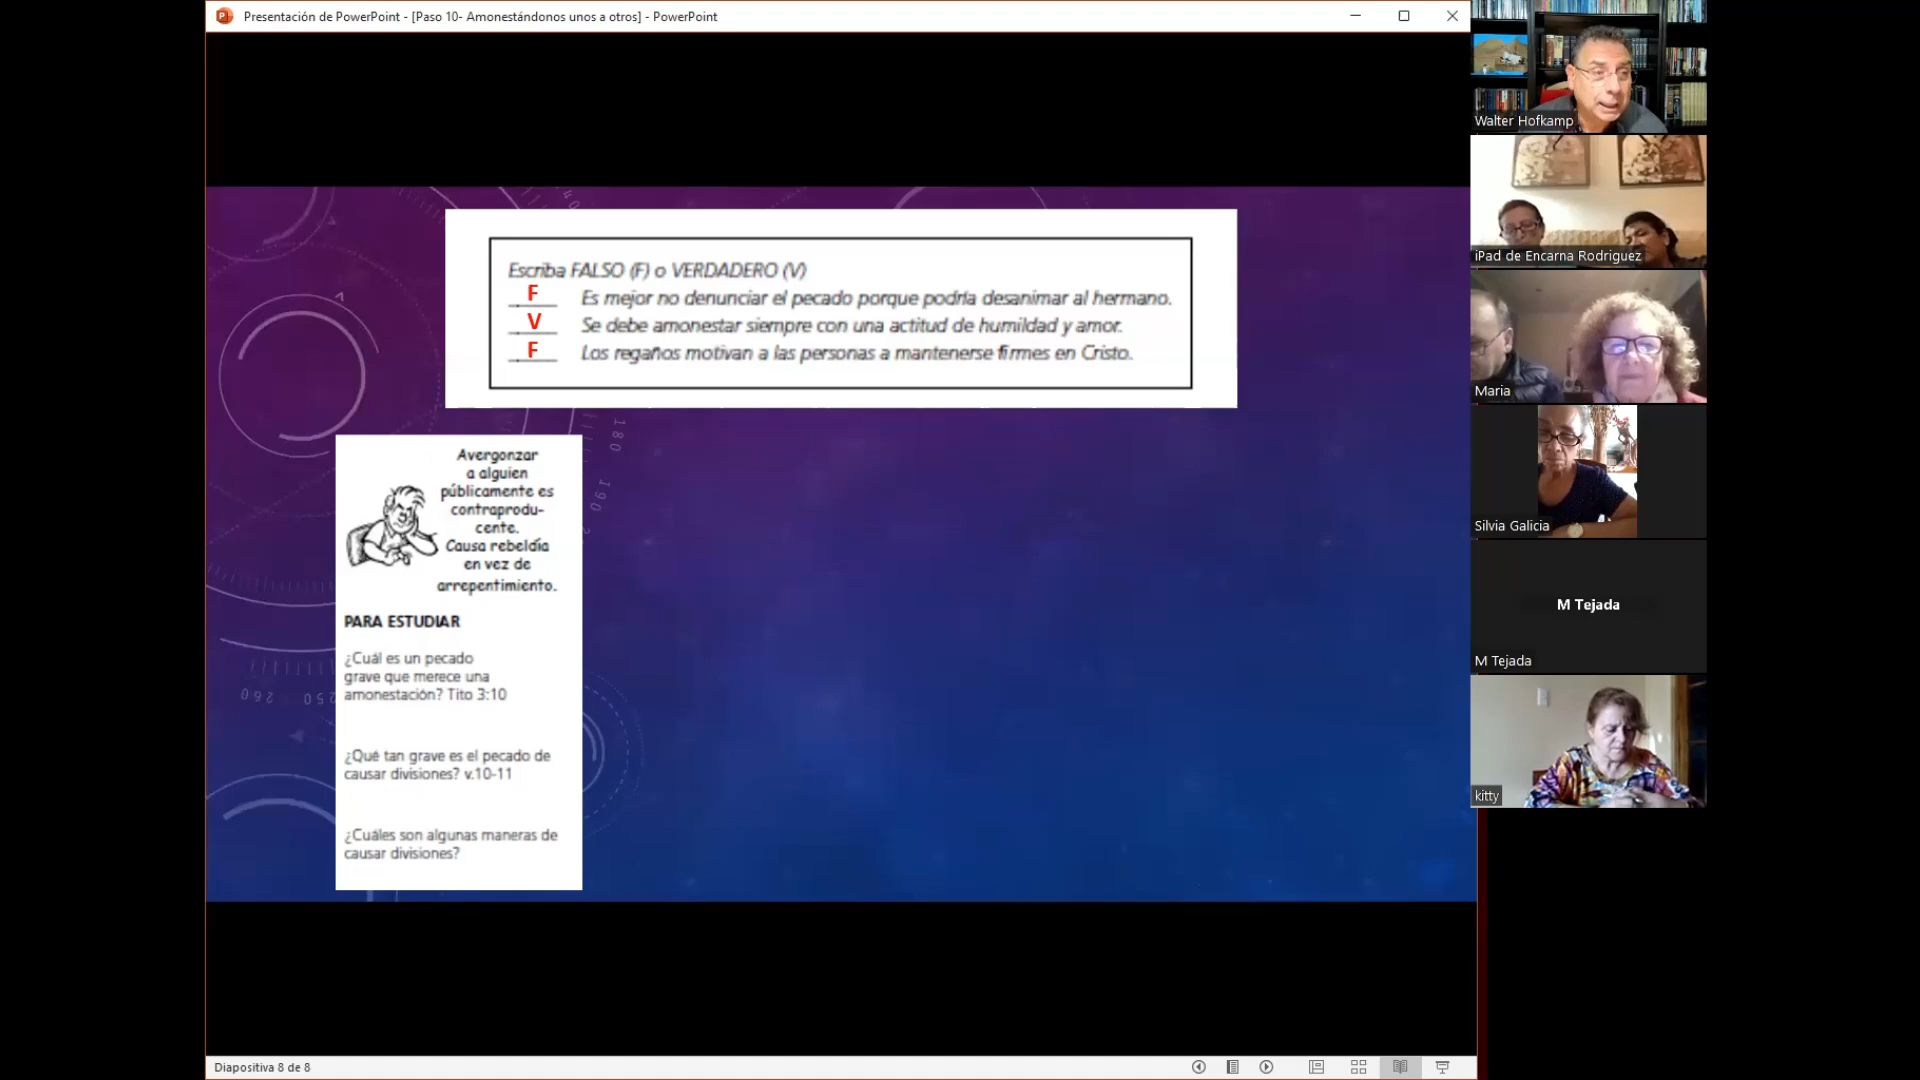 Presentación de PowerPoint - [Paso 10- Amonestándonos unos a otros] - PowerPoint
Escriba FALSO (F) o VERDADERO (V)
F Es mejor no denunciar el pecado porque podría desanimar al hermano.
V Se debe amonestar siempre con una actitud de humildad y amor.
F Los regaños motivan a las personas a mantenerse firmes en Cristo.
Avergonzar
a alguien
públicamente es
contraprodu-
cente.
Causa rebeldía
en vez de
arrepentimiento.
PARA ESTUDIAR
¿Cuál es un pecado
grave que merece una
amonestación? Tito 3:10
¿Qué tan grave es el pecado de
causar divisiones? v.10-11
¿Cuáles son algunas maneras de
causar divisiones?
140
180
190
260
250
Walter Hofkamp
iPad de Encarna Rodriguez
Maria
Silvia Galicia
M Tejada
M Tejada
kitty
Diapositiva 8 de 8